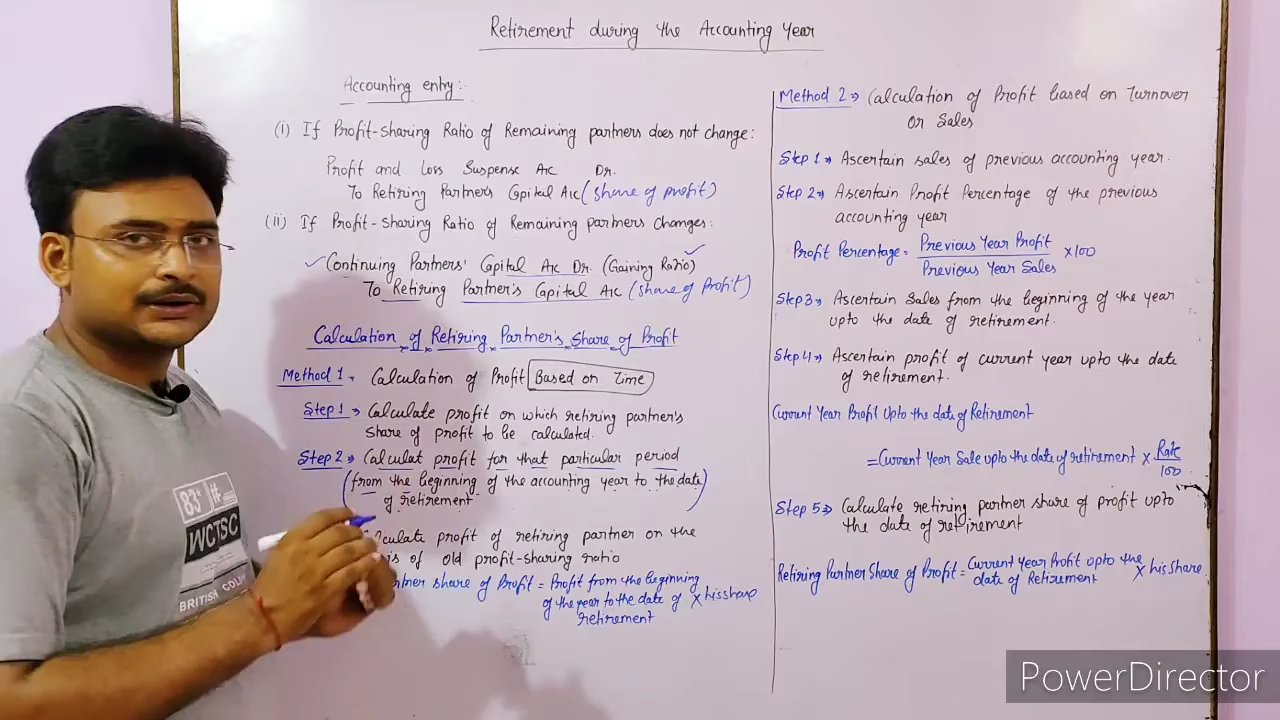 Retirement during the Accounting Year
Accounting entry:
(i) If Profit-Sharing Ratio of Remaining partners does not change:
Profit and Loss Suspense A/c Dr.
To Retiring Partner's Capital A/c (share of profit)
(ii) If Profit-Sharing Ratio of Remaining partners Changes:
Continuing Partners' Capital A/c Dr. (Gaining Ratio)
To Retiring Partner's Capital A/c (share of Profit)
Calculation of Retiring Partner's Share of Profit
Method 1 Calculation of Profit Based on Time
Step 1 Calculate profit on which retiring partner's
share of profit to be calculated.
Step 2 Calculat profit for that particular period
(from the beginning of the accounting year to the date
of retirement)
profit of retiring partner on the
of old profit-sharing ratio
share of Profit = Profit from the beginning
of the year to the date of × his share
retirement
Method 2 ⇒ Calculation of Profit based on Turnover
or Sales
Step 1 ⇒ Ascertain sales of previous accounting year.
Step 2 ⇒ Ascertain Profit Percentage of the previous
accounting year
Profit Percentage = Previous Year Profit ×100
Previous Year Sales
Step 3 ⇒ Ascertain Sales from the beginning of the year
upto the date of retirement.
Step 4 ⇒ Ascertain profit of current year upto the date
of retirement.
Current Year Profit Upto the date of Retirement
= Current Year Sale upto the date of retirement × Rate
100
Step 5 ⇒ Calculate retiring partner share of profit upto
the date of retirement
Retiring Partner Share of Profit = Current Year Profit upto the × his Share
date of Retirement
83 #
WCTSC
BRITISH COL
PowerDirector